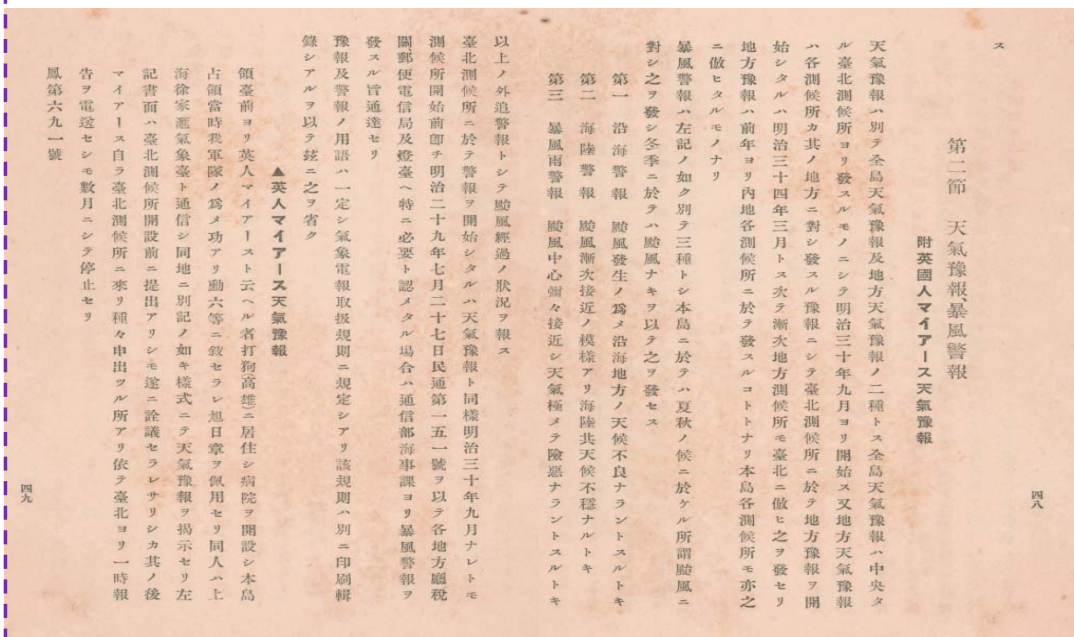 ス
第二節　天氣豫報、暴風警報
附英國人マイアース天氣豫報
天氣豫報ハ別テ全島天氣豫報及地方天氣豫報ノ二種トス全島天氣豫報ハ中央タ
ル臺北測候所ヨリ發スルモノニシテ明治三十年九月ヨリ開始ス又地方天氣豫報
ハ各測候所カ其ノ地方ニ對シ發スル豫報ニシテ臺北測候所ニ於テ地方豫報ヲ開
始シタルハ明治三十四年三月トス次テ漸次地方測候所モ臺北ニ倣ヒ之ヲ發セリ
地方豫報ハ前年ヨリ內地各測候所ニ於テ發スルコトトナリ本島各測候所モ亦之
ニ倣ヒタルモノナリ
暴風警報ハ左記ノ如ク別テ三種トシ本島ニ於テハ夏秋ノ候ニ於ケル所謂颱風ニ
對シ之ヲ發シ冬季ニ於テハ颱風ナキヲ以テ之ヲ發セス
第一　沿海警報　颱風發生ノ爲メ沿海地方ノ天候不良ナラントスルトキ
第二　海陸警報　颱風漸次接近ノ模樣アリ海陸共天候不穩ナルトキ
第三　暴風雨警報　颱風中心彌々接近シ天氣極メテ險惡ナラントスルトキ
四八
以上ノ外追警報トシテ颱風經過ノ狀況ヲ報ス
臺北測候所ニ於テ警報ヲ開始シタルハ天氣豫報ト同樣明治三十年九月ナレトモ
測候所開始前卽チ明治二十九年七月二十七日民通第一五一號ヲ以テ各地方廳稅
關郵便電信局及燈臺ヘ特ニ必要ト認メタル場合ハ通信部海事課ヨリ暴風警報ヲ
發スル旨通達セリ
豫報及警報ノ用語ハ一定シ氣象電報取扱規則ニ規定シアリ該規則ハ別ニ印刷輯
錄シアルヲ以テ玆ニ之ヲ省ク
▲英人マイアース天氣豫報
領臺前ヨリ英人マイアースト云ヘル者打狗(高雄)ニ居住シ病院ヲ開設シ本島
占領當時我軍隊ノ爲メ功アリ勳六等ニ敍セラレ旭日章ヲ佩用セリ同人ハ上
海徐家滙氣象臺ト通信シ同地ニ別記ノ如キ樣式ニテ天氣豫報ヲ揭示セリ左
記書面ハ臺北測候所開設前ニ提出アリシモ遂ニ詮議セラレサリシカ其ノ後
マイアース自ラ臺北測候所ニ來リ種々申出ツル所アリ依テ臺北ヨリ一時報
告ヲ電送セシモ數月ニシテ停止セリ
鳳第六九一號
四九